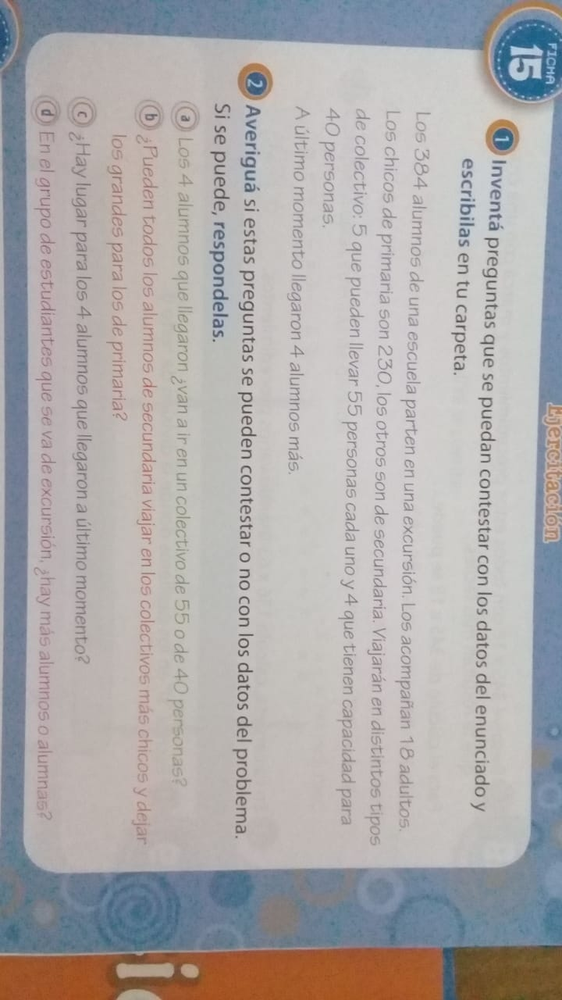 FICHA
15
Ejercitación
1 Inventá preguntas que se puedan contestar con los datos del enunciado y
escribilas en tu carpeta.
Los 384 alumnos de una escuela parten en una excursión. Los acompañan 18 adultos.
Los chicos de primaria son 230, los otros son de secundaria. Viajarán en distintos tipos
de colectivo: 5 que pueden llevar 55 personas cada uno y 4 que tienen capacidad para
40 personas.
A último momento llegaron 4 alumnos más.
2 Averiguá si estas preguntas se pueden contestar o no con los datos del problema.
Si se puede, respondelas.
a Los 4 alumnos que llegaron ¿van a ir en un colectivo de 55 o de 40 personas?
b ¿Pueden todos los alumnos de secundaria viajar en los colectivos más chicos y dejar
los grandes para los de primaria?
c ¿Hay lugar para los 4 alumnos que llegaron a último momento?
d En el grupo de estudiantes que se va de excursión, ¿hay más alumnos o alumnas?